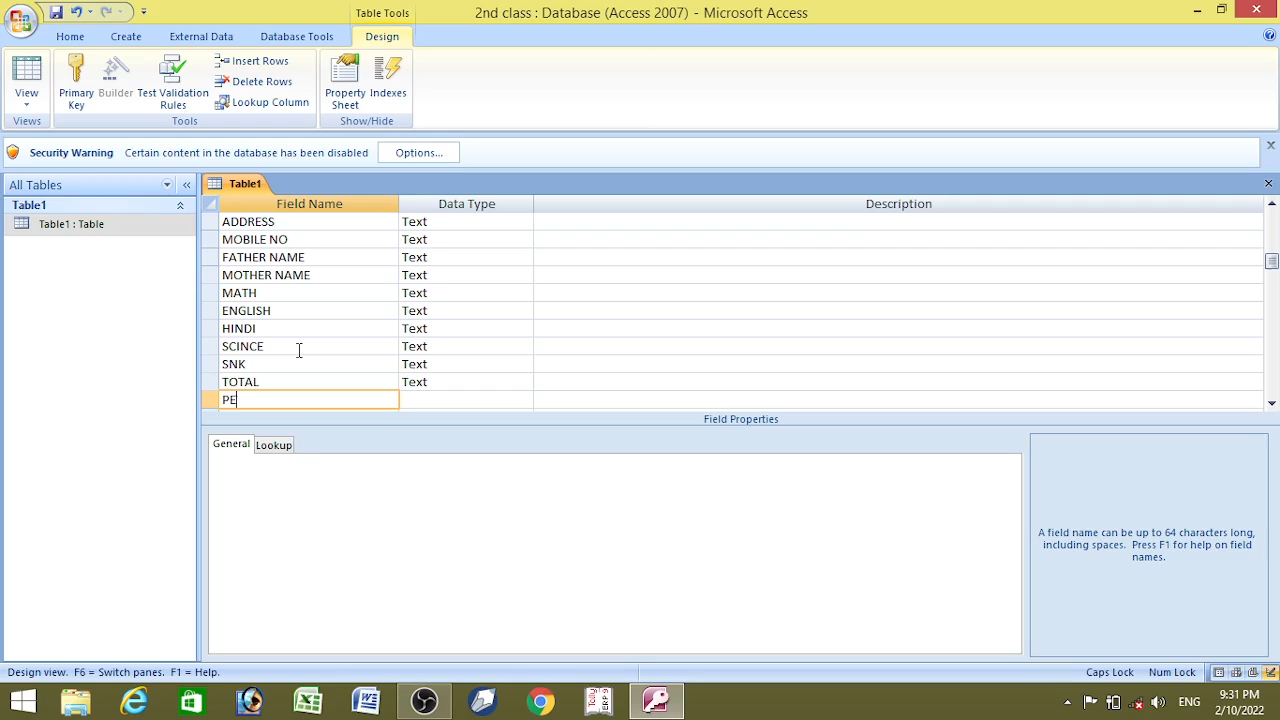 Table Tools
2nd class : Database (Access 2007) - Microsoft Access
Home Create External Data Database Tools Design
View
Views
Primary Key
Builder
Test Validation Rules
Insert Rows
Delete Rows
Lookup Column
Tools
Property Sheet
Indexes
Show/Hide
Security Warning Certain content in the database has been disabled Options...
All Tables
Table1
Table1 : Table
Table1
Field Name Data Type Description
ADDRESS Text
MOBILE NO Text
FATHER NAME Text
MOTHER NAME Text
MATH Text
ENGLISH Text
HINDI Text
SCINCE Text
SNK Text
TOTAL Text
PE
Field Properties
General Lookup
A field name can be up to 64 characters long,
including spaces. Press F1 for help on field
names.
Design view. F6 = Switch panes. F1 = Help.
Caps Lock Num Lock
ENG
9:31 PM
2/10/2022